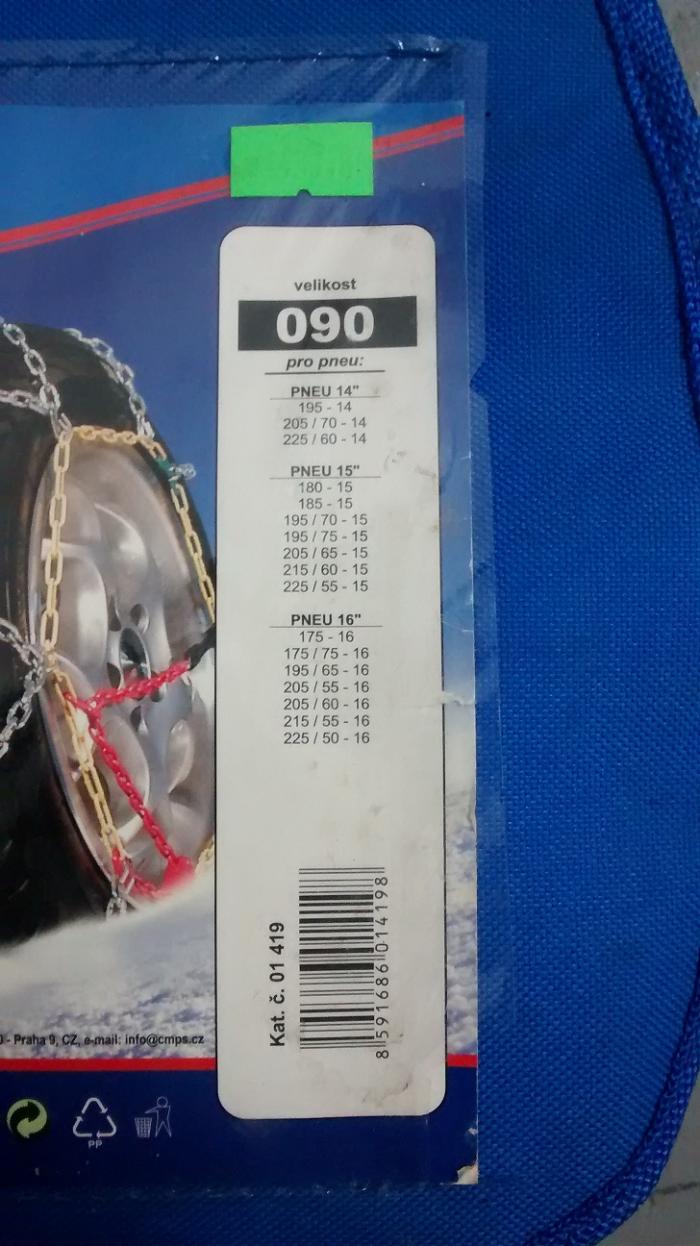 velikost
090
pro pneu:
PNEU 14"
195 - 14
205 / 70 - 14
225 / 60 - 14
PNEU 15"
180 - 15
185 - 15
195 / 70 - 15
195 / 75 - 15
205 / 65 - 15
215 / 60 - 15
225 / 55 - 15
PNEU 16"
175 - 16
175 / 75 - 16
195 / 65 - 16
205 / 55 - 16
205 / 60 - 16
215 / 55 - 16
225 / 50 - 16
Kat. č. 01 419
8 591686 014198
- Praha 9, CZ, e-mail: info@cmps.cz
PP